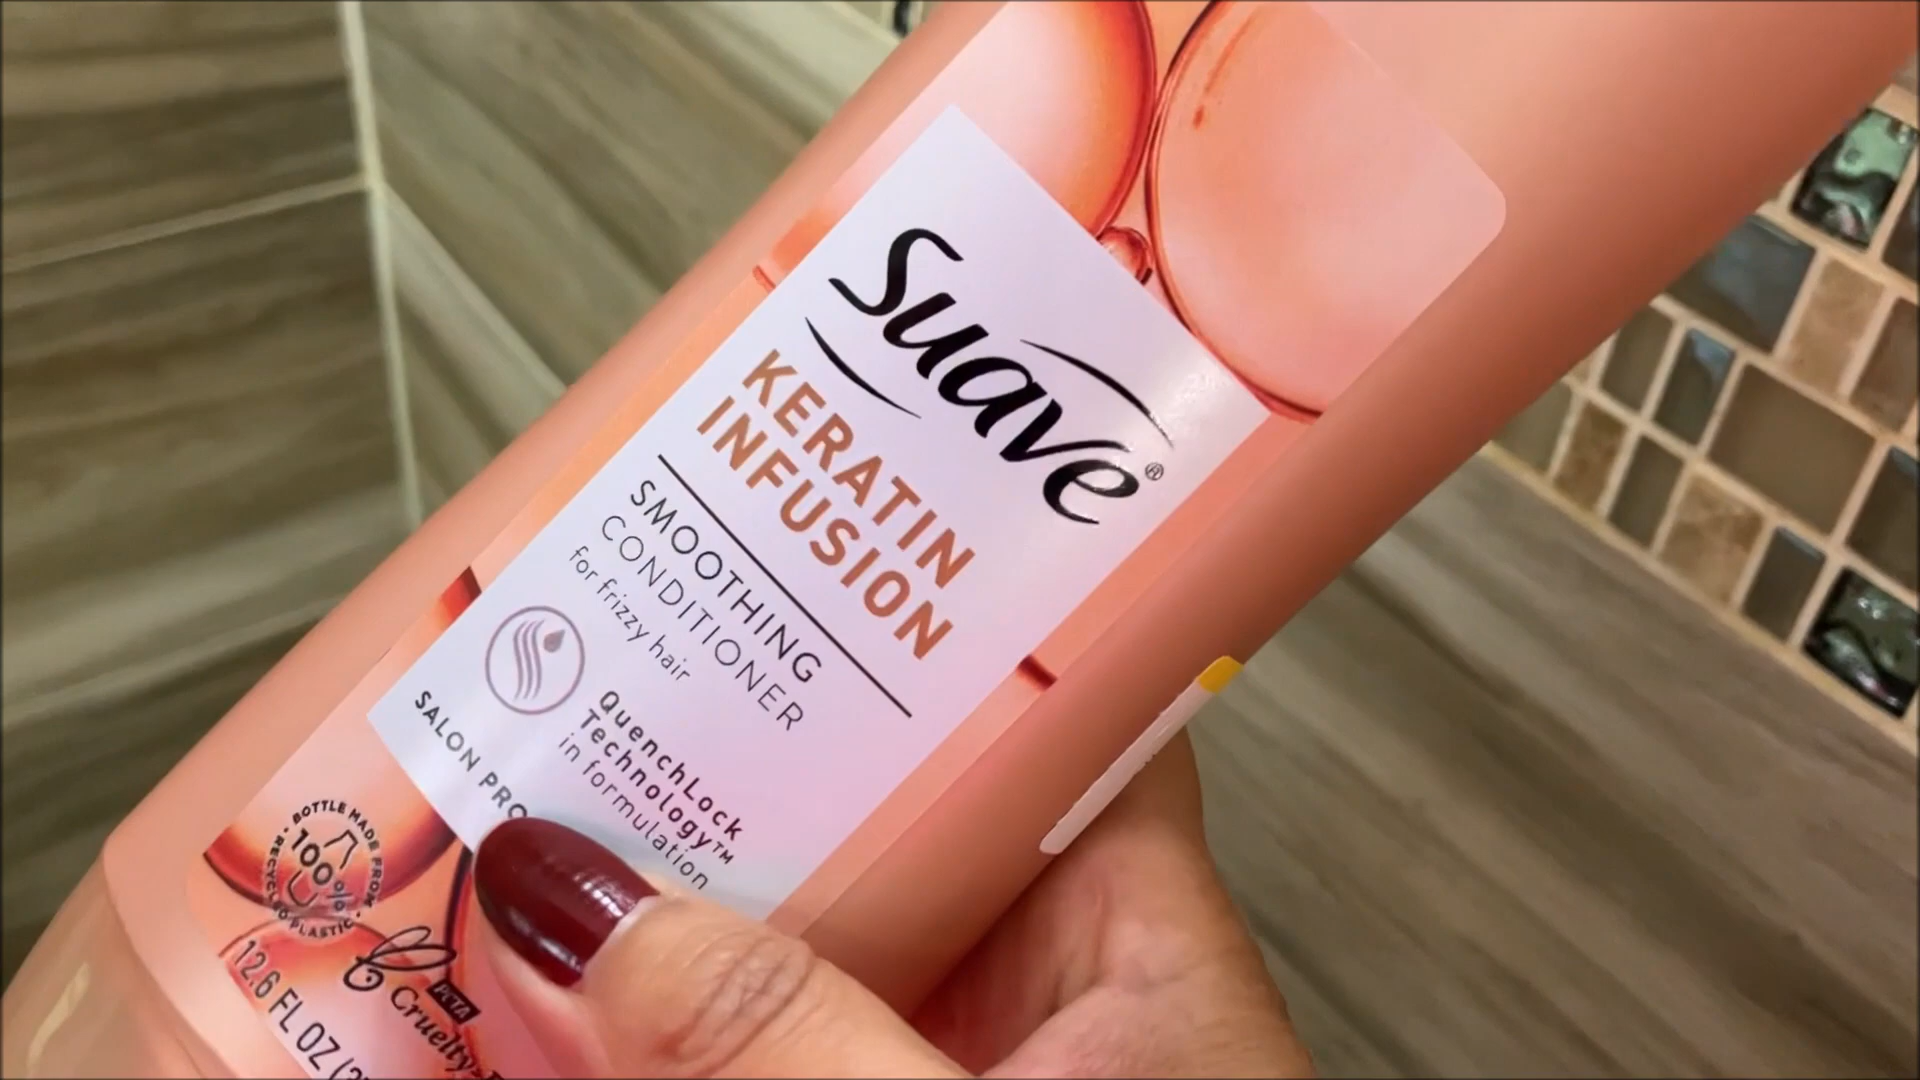 Suave®
KERATIN
INFUSION
SMOOTHING
CONDITIONER
for frizzy hair
QuenchLock
Technology™
in formulation
SALON PRO
BOTTLE MADE FROM
100%
RECYCLED PLASTIC
PETA
Cruelty-
12.6 FL OZ (3